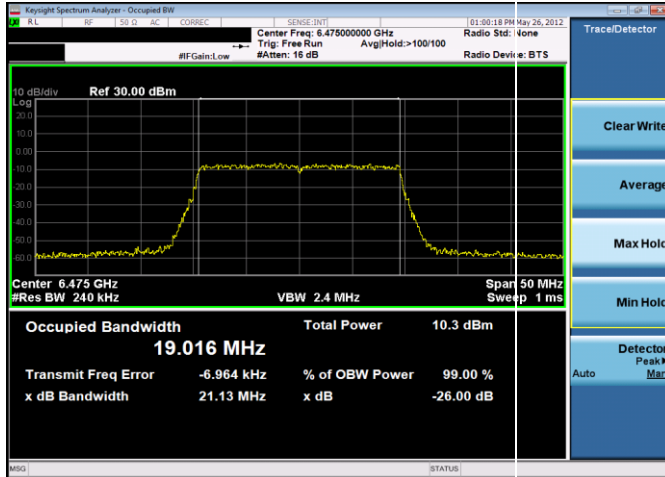 Keysight Spectrum Analyzer - Occupied BW
RL RF 50 Ω AC CORREC SENSE:INT 01:00:18 PM May 26, 2012
Center Freq: 6.475000000 GHz Radio Std: None
Trig: Free Run Avg|Hold:>100/100
#IFGain:Low #Atten: 16 dB Radio Device: BTS
Trace/Detector
10 dB/div Ref 30.00 dBm
Log
20.0
10.0
0.00
-10.0
-20.0
-30.0
-40.0
-50.0
-60.0
Center 6.475 GHz Span 50 MHz
#Res BW 240 kHz VBW 2.4 MHz Sweep 1 ms
Occupied Bandwidth Total Power 10.3 dBm
19.016 MHz
Transmit Freq Error -6.964 kHz % of OBW Power 99.00 %
x dB Bandwidth 21.13 MHz x dB -26.00 dB
Clear Write
Average
Max Hold
Min Hold
Detector
Peak
Auto Man
MSG STATUS